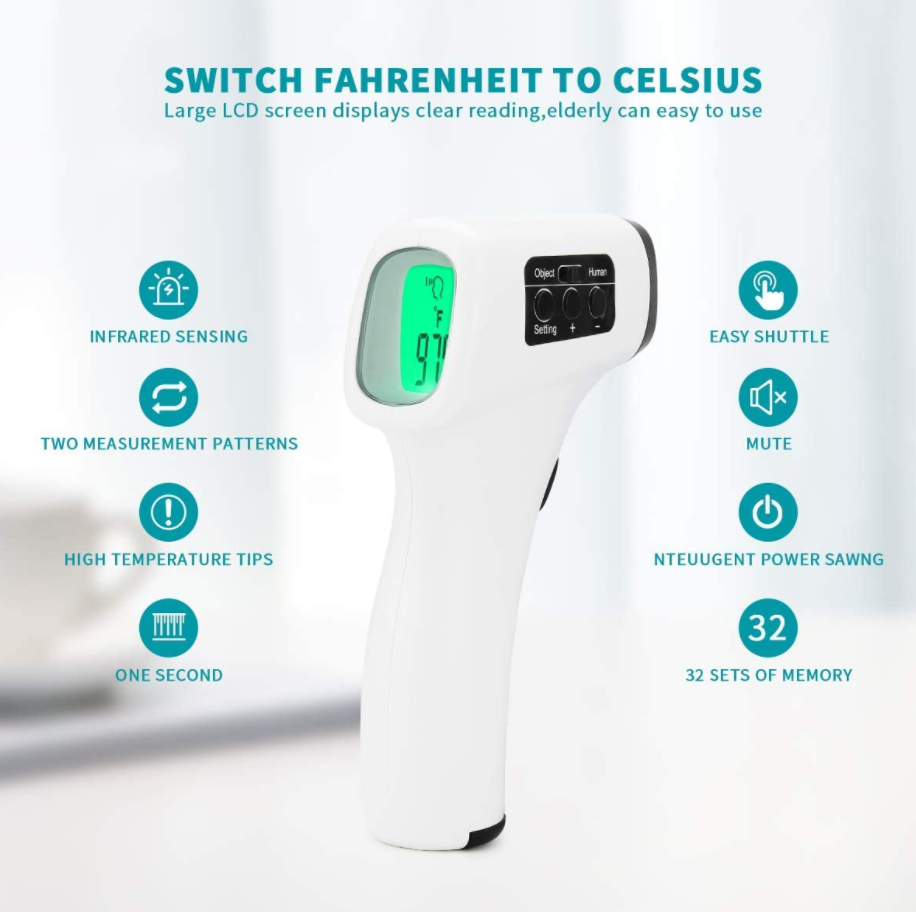 SWITCH FAHRENHEIT TO CELSIUS
Large LCD screen displays clear reading,elderly can easy to use
Object Human
Setting + -
°F
97
INFRARED SENSING
EASY SHUTTLE
TWO MEASUREMENT PATTERNS
MUTE
HIGH TEMPERATURE TIPS
NTEUUGENT POWER SAWNG
32
ONE SECOND
32 SETS OF MEMORY